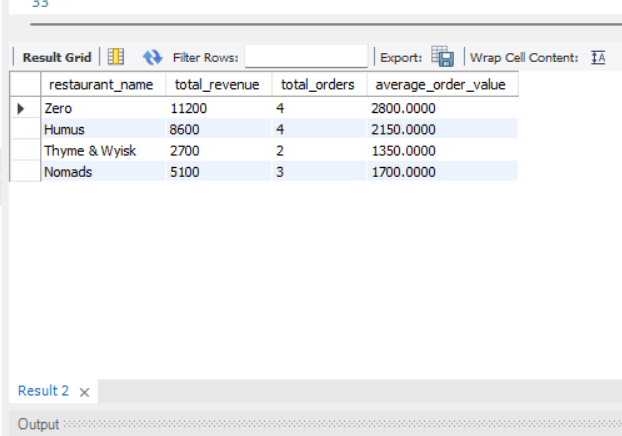 33
Result Grid Filter Rows: Export: Wrap Cell Content: IA
restaurant_name total_revenue total_orders average_order_value
Zero 11200 4 2800.0000
Humus 8600 4 2150.0000
Thyme & Wyisk 2700 2 1350.0000
Nomads 5100 3 1700.0000
Result 2 ×
Output